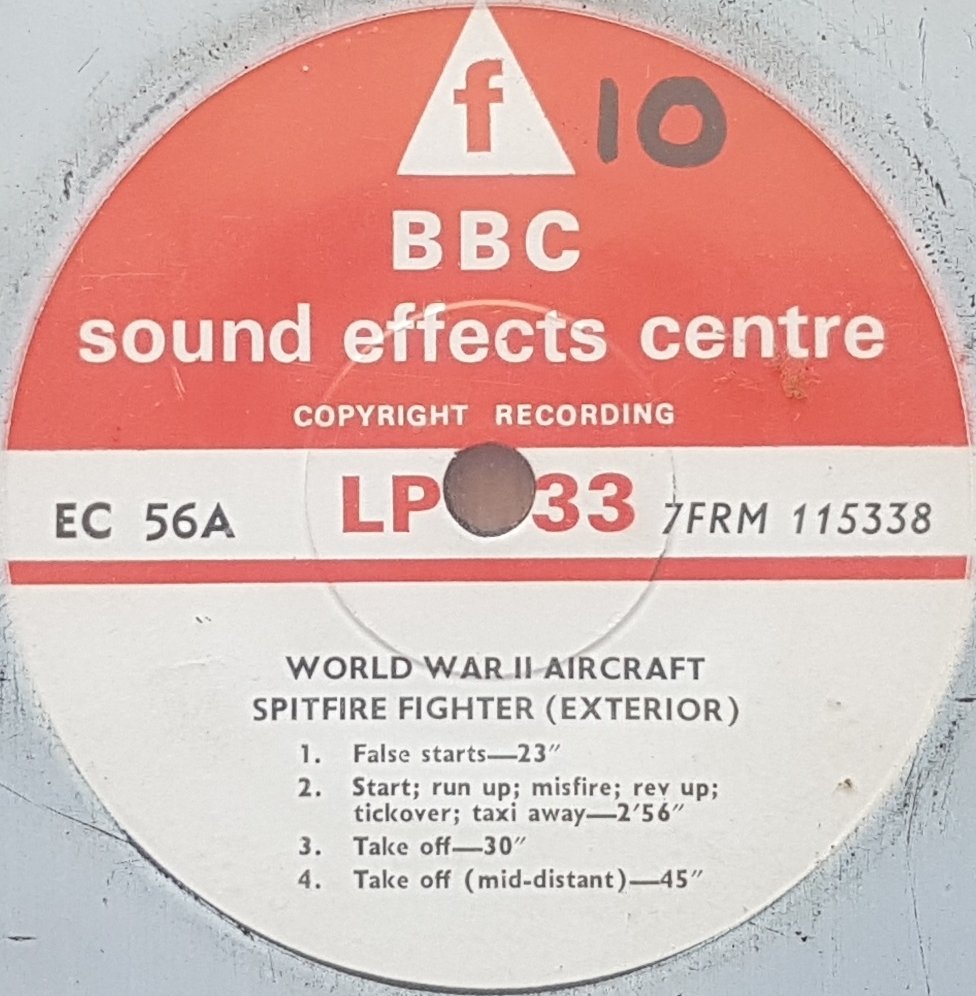 f 10
BBC
sound effects centre
COPYRIGHT RECORDING
EC 56A LP 33 7FRM 115338
WORLD WAR II AIRCRAFT
SPITFIRE FIGHTER (EXTERIOR)
1. False starts—23″
2. Start; run up; misfire; rev up;
tickover; taxi away—2′56″
3. Take off—30″
4. Take off (mid-distant)—45″